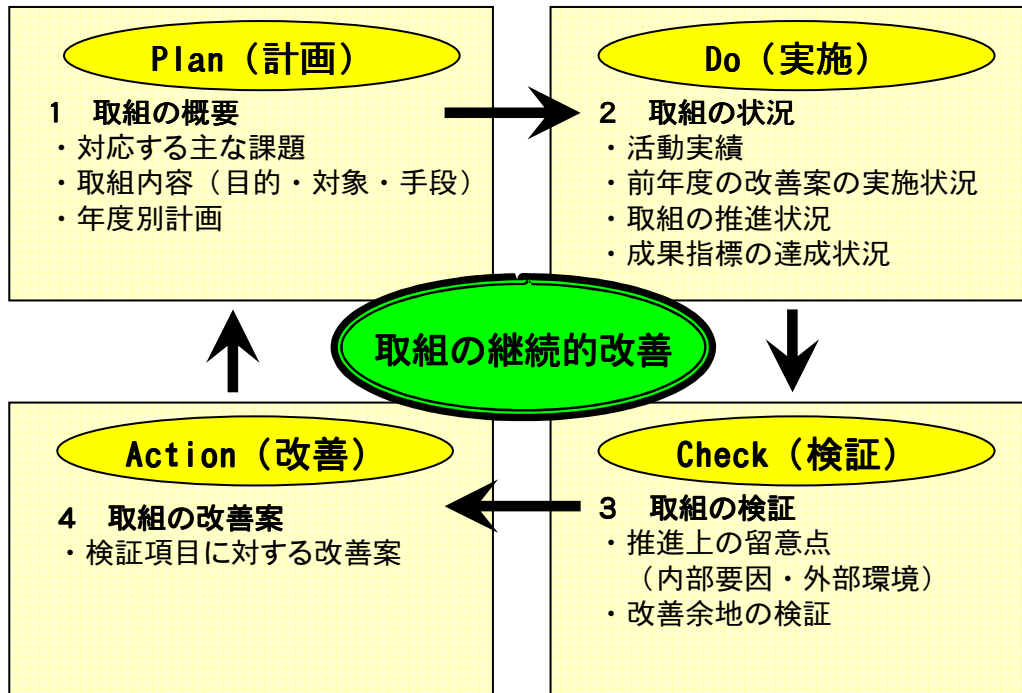 Plan（計画）
1　取組の概要
・対応する主な課題
・取組内容（目的・対象・手段）
・年度別計画
Do（実施）
2　取組の状況
・活動実績
・前年度の改善案の実施状況
・取組の推進状況
・成果指標の達成状況
取組の継続的改善
Action（改善）
4　取組の改善案
・検証項目に対する改善案
Check（検証）
3　取組の検証
・推進上の留意点
（内部要因・外部環境）
・改善余地の検証